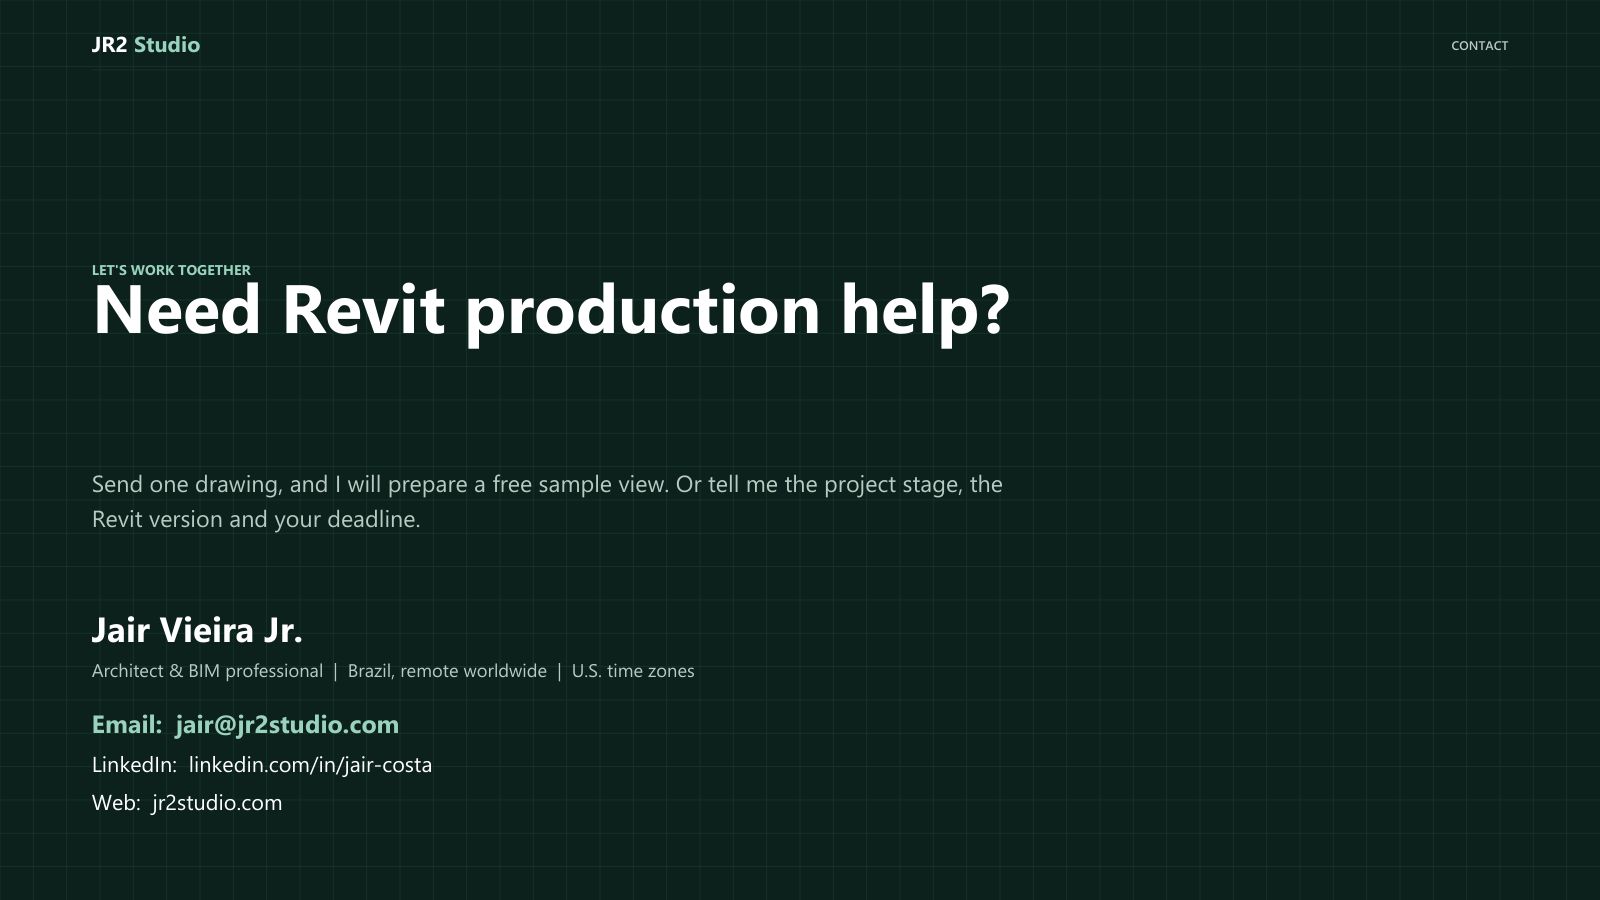 JR2 Studio
CONTACT
LET'S WORK TOGETHER
Need Revit production help?
Send one drawing, and I will prepare a free sample view. Or tell me the project stage, the
Revit version and your deadline.
Jair Vieira Jr.
Architect & BIM professional | Brazil, remote worldwide | U.S. time zones
Email: jair@jr2studio.com
LinkedIn: linkedin.com/in/jair-costa
Web: jr2studio.com